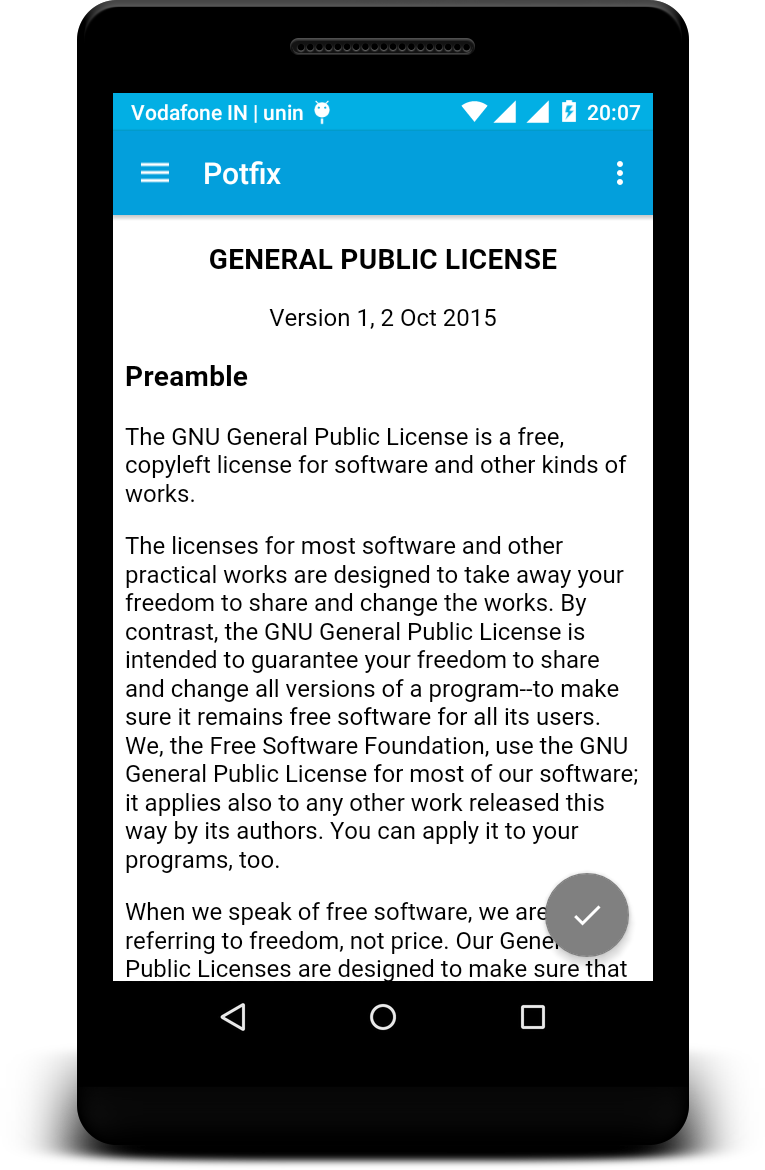 Vodafone IN | unin 20:07
Potfix
GENERAL PUBLIC LICENSE
Version 1, 2 Oct 2015
Preamble
The GNU General Public License is a free,
copyleft license for software and other kinds of
works.
The licenses for most software and other
practical works are designed to take away your
freedom to share and change the works. By
contrast, the GNU General Public License is
intended to guarantee your freedom to share
and change all versions of a program--to make
sure it remains free software for all its users.
We, the Free Software Foundation, use the GNU
General Public License for most of our software;
it applies also to any other work released this
way by its authors. You can apply it to your
programs, too.
When we speak of free software, we are
referring to freedom, not price. Our Gene
Public Licenses are designed to make sure that